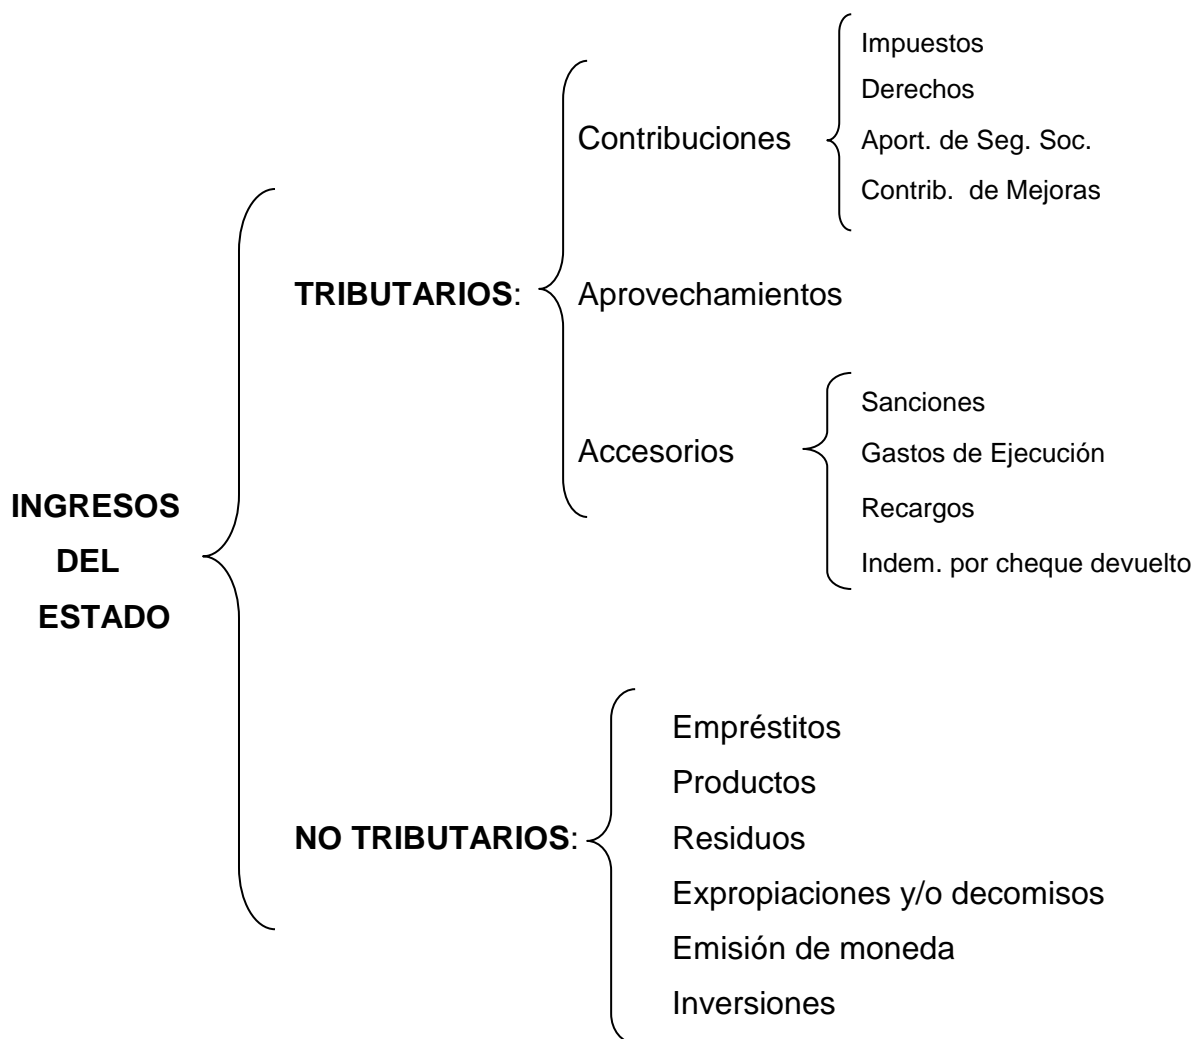 INGRESOS
DEL
ESTADO
TRIBUTARIOS:
Contribuciones
Impuestos
Derechos
Aport. de Seg. Soc.
Contrib. de Mejoras
Aprovechamientos
Accesorios
Sanciones
Gastos de Ejecución
Recargos
Indem. por cheque devuelto
NO TRIBUTARIOS:
Empréstitos
Productos
Residuos
Expropiaciones y/o decomisos
Emisión de moneda
Inversiones